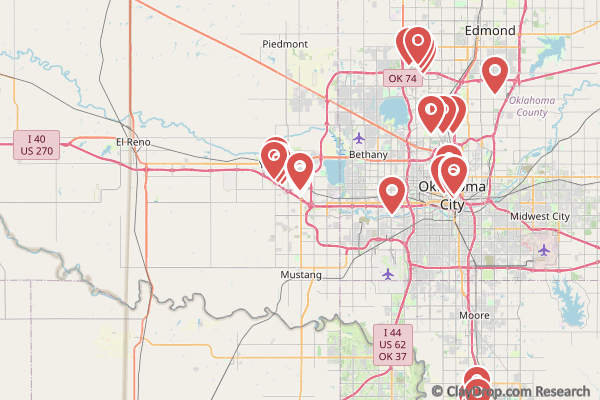 Edmond
Piedmont
OK 74
Oklahoma
County
I 40
US 270
El Reno
Bethany
Oklahoma
City
Midwest City
Mustang
Moore
I 44
US 62
OK 37
© ClayDrop.com Research